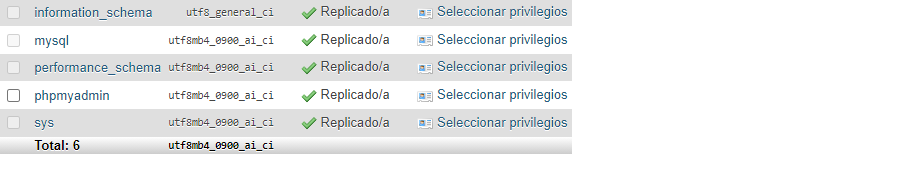 information_schema utf8_general_ci Replicado/a Seleccionar privilegios
mysql utf8mb4_0900_ai_ci Replicado/a Seleccionar privilegios
performance_schema utf8mb4_0900_ai_ci Replicado/a Seleccionar privilegios
phpmyadmin utf8mb4_0900_ai_ci Replicado/a Seleccionar privilegios
sys utf8mb4_0900_ai_ci Replicado/a Seleccionar privilegios
Total: 6 utf8mb4_0900_ai_ci